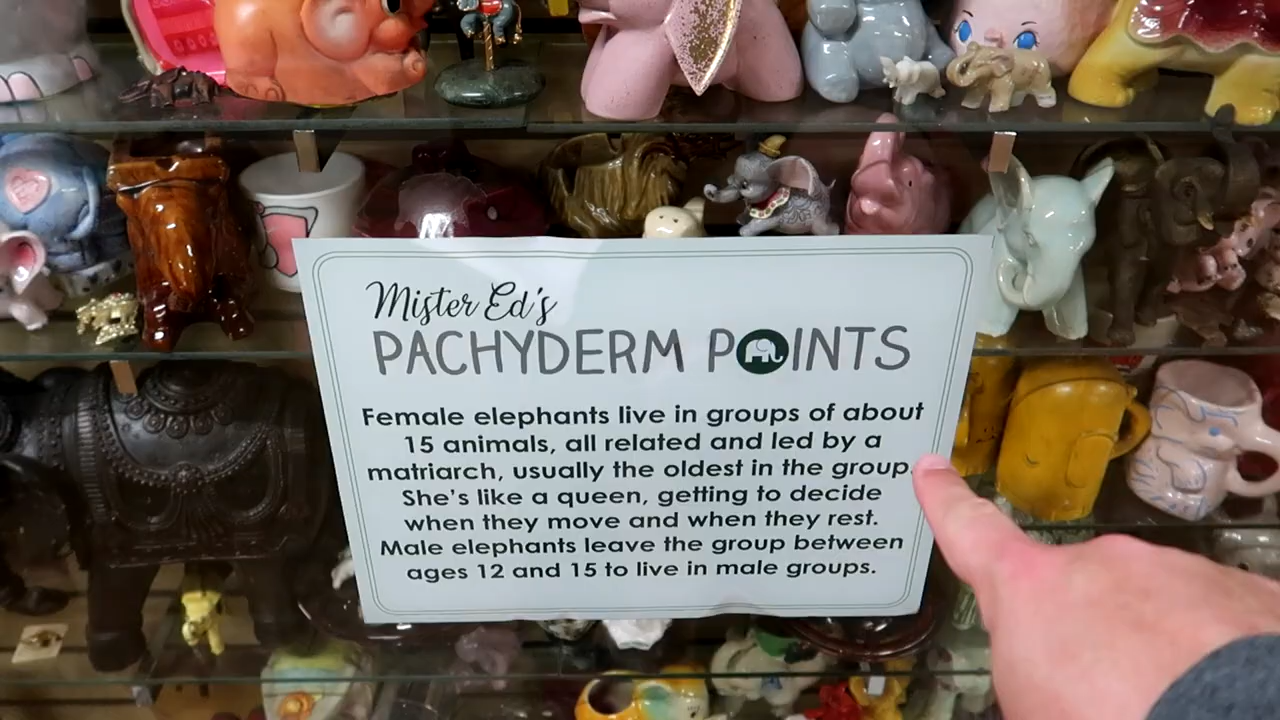 Mister Ed's
PACHYDERM POINTS
Female elephants live in groups of about
15 animals, all related and led by a
matriarch, usually the oldest in the group.
She's like a queen, getting to decide
when they move and when they rest.
Male elephants leave the group between
ages 12 and 15 to live in male groups.